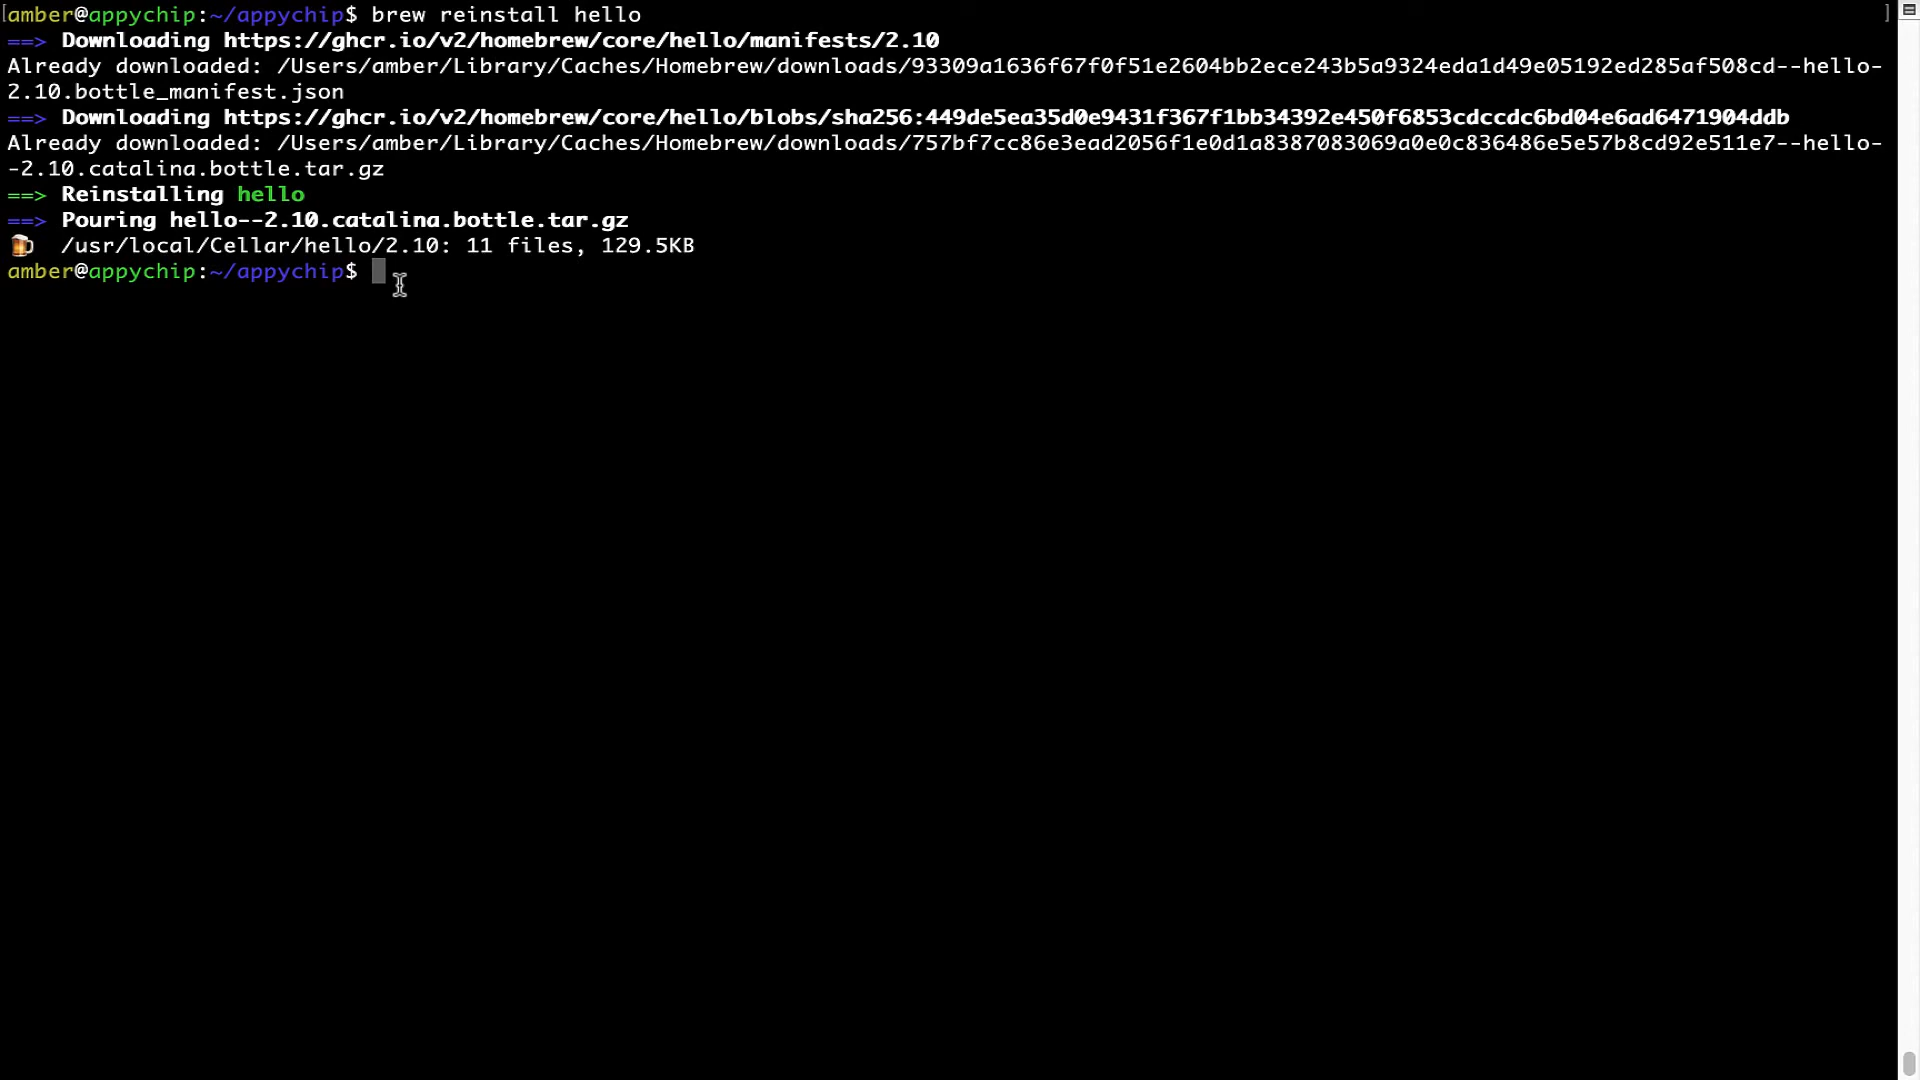 [amber@appychip:~/appychip$ brew reinstall hello ]
==> Downloading https://ghcr.io/v2/homebrew/core/hello/manifests/2.10
Already downloaded: /Users/amber/Library/Caches/Homebrew/downloads/93309a1636f67f0f51e2604bb2ece243b5a9324eda1d49e05192ed285af508cd--hello-
2.10.bottle_manifest.json
==> Downloading https://ghcr.io/v2/homebrew/core/hello/blobs/sha256:449de5ea35d0e9431f367f1bb34392e450f6853cdccdc6bd04e6ad6471904ddb
Already downloaded: /Users/amber/Library/Caches/Homebrew/downloads/757bf7cc86e3ead2056f1e0d1a8387083069a0e0c836486e5e57b8cd92e511e7--hello-
-2.10.catalina.bottle.tar.gz
==> Reinstalling hello
==> Pouring hello--2.10.catalina.bottle.tar.gz
🍺 /usr/local/Cellar/hello/2.10: 11 files, 129.5KB
amber@appychip:~/appychip$